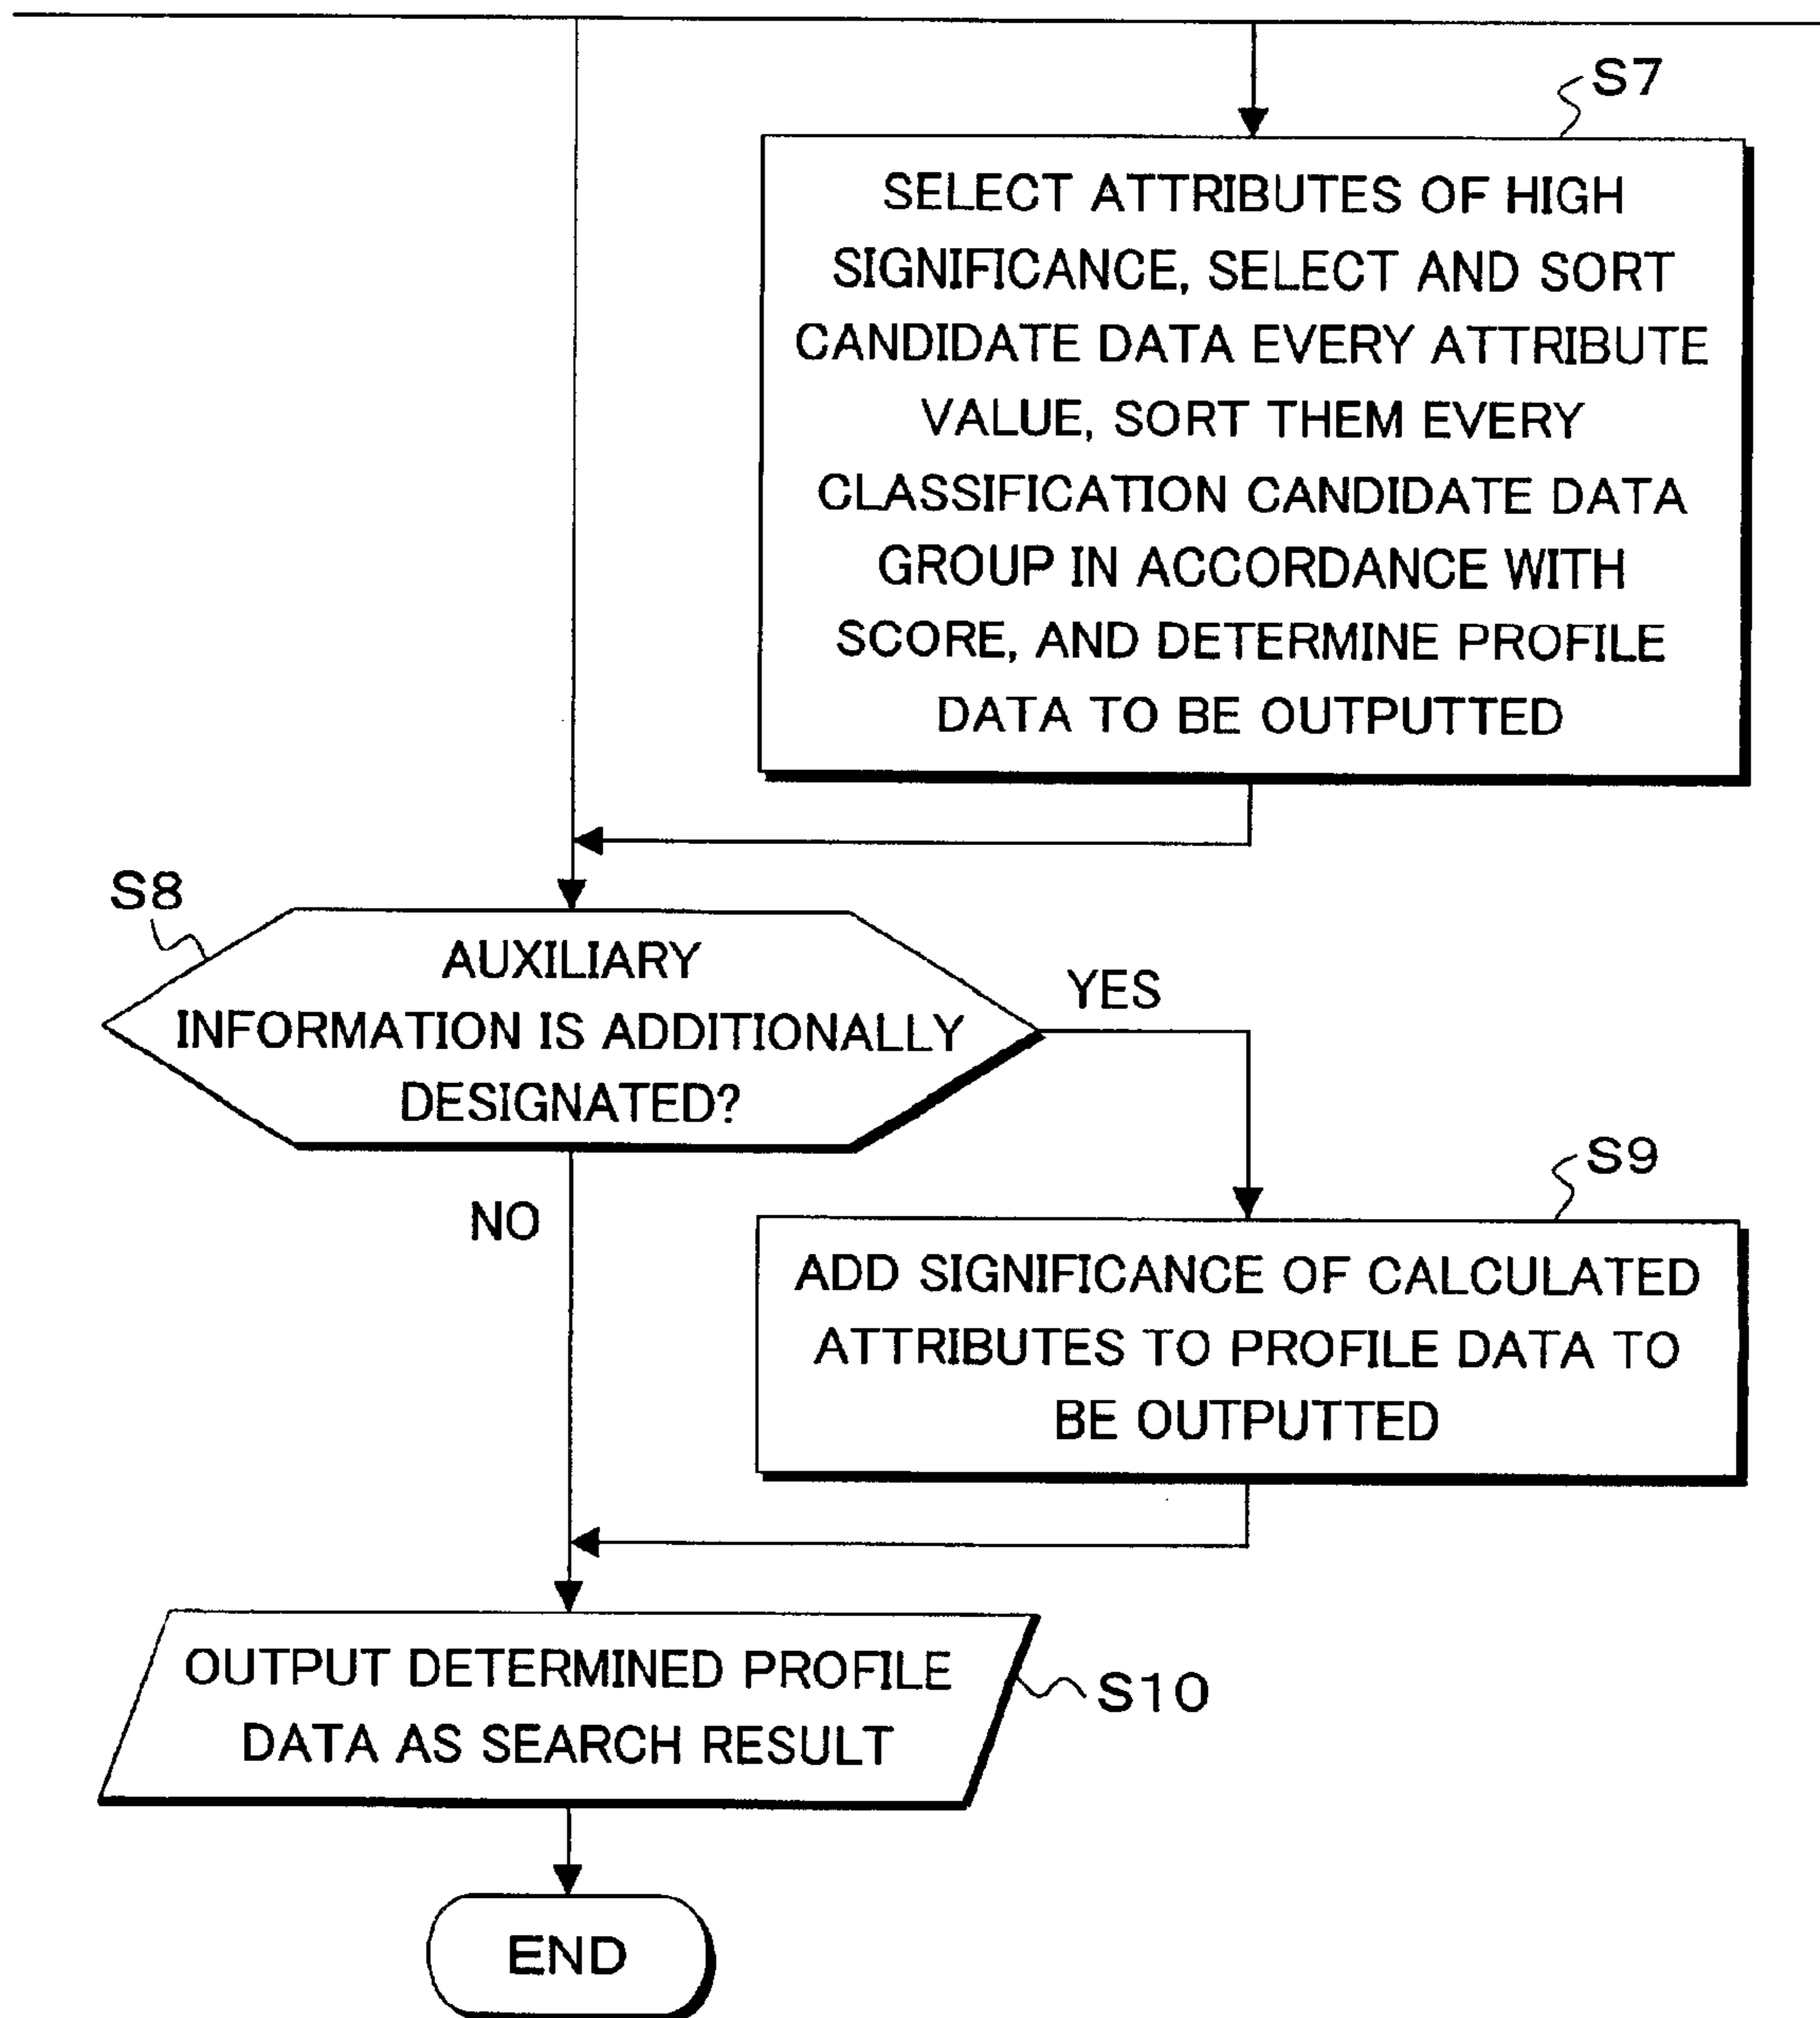 S7
SELECT ATTRIBUTES OF HIGH
SIGNIFICANCE, SELECT AND SORT
CANDIDATE DATA EVERY ATTRIBUTE
VALUE, SORT THEM EVERY
CLASSIFICATION CANDIDATE DATA
GROUP IN ACCORDANCE WITH
SCORE, AND DETERMINE PROFILE
DATA TO BE OUTPUTTED
S8
AUXILIARY
INFORMATION IS ADDITIONALLY
DESIGNATED?
YES
NO
S9
ADD SIGNIFICANCE OF CALCULATED
ATTRIBUTES TO PROFILE DATA TO
BE OUTPUTTED
OUTPUT DETERMINED PROFILE
DATA AS SEARCH RESULT
S10
END